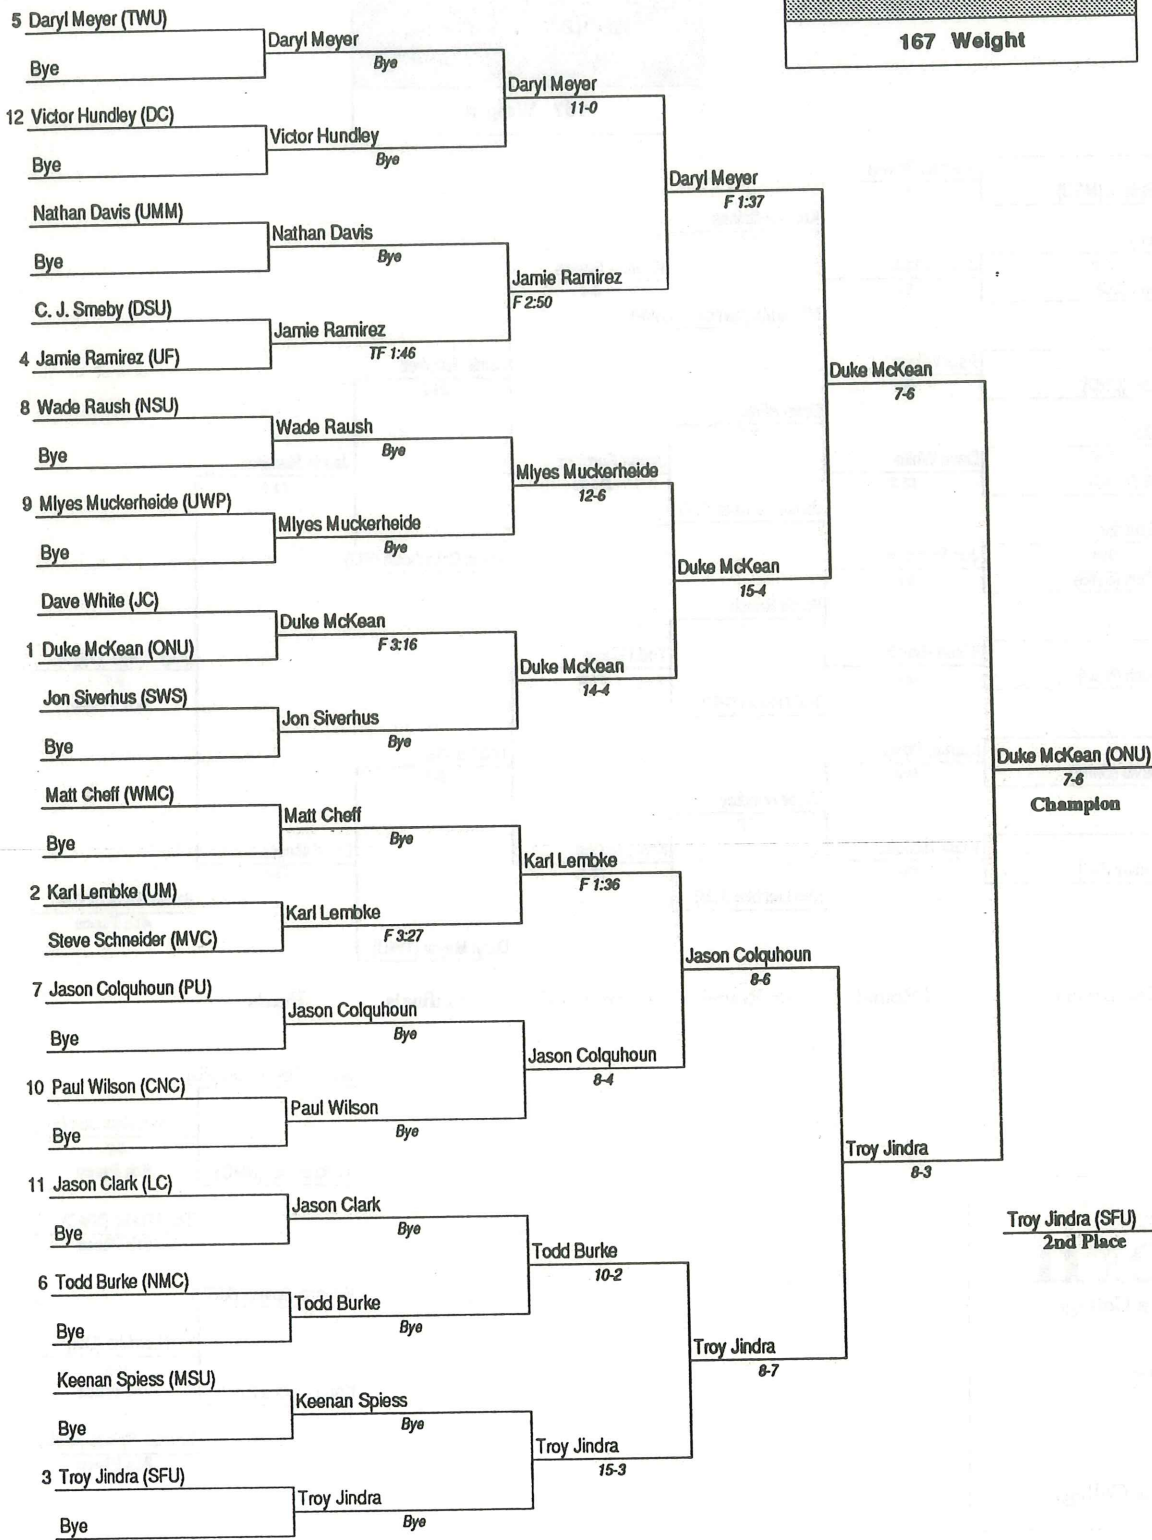 167 Weight
5 Daryl Meyer (TWU)
Bye
12 Victor Hundley (DC)
Bye
Nathan Davis (UMM)
Bye
C. J. Smeby (DSU)
4 Jamie Ramirez (UF)
8 Wade Raush (NSU)
Bye
9 Mlyes Muckerheide (UWP)
Bye
Dave White (JC)
1 Duke McKean (ONU)
Jon Siverhus (SWS)
Bye
Matt Cheff (WMC)
Bye
2 Karl Lembke (UM)
Steve Schneider (MVC)
7 Jason Colquhoun (PU)
Bye
10 Paul Wilson (CNC)
Bye
11 Jason Clark (LC)
Bye
6 Todd Burke (NMC)
Bye
Keenan Spiess (MSU)
Bye
3 Troy Jindra (SFU)
Bye
Daryl Meyer
Bye
Victor Hundley
Bye
Nathan Davis
Bye
Jamie Ramirez
TF 1:46
Wade Raush
Bye
Mlyes Muckerheide
Bye
Duke McKean
F 3:16
Jon Siverhus
Bye
Matt Cheff
Bye
Karl Lembke
F 3:27
Jason Colquhoun
Bye
Paul Wilson
Bye
Jason Clark
Bye
Todd Burke
Bye
Keenan Spiess
Bye
Troy Jindra
Bye
Daryl Meyer
11-0
Jamie Ramirez
F 2:50
Mlyes Muckerheide
12-6
Duke McKean
14-4
Karl Lembke
F 1:36
Jason Colquhoun
8-4
Todd Burke
10-2
Troy Jindra
15-3
Daryl Meyer
F 1:37
Duke McKean
15-4
Jason Colquhoun
8-6
Troy Jindra
8-7
Duke McKean
7-6
Troy Jindra
8-3
Duke McKean (ONU)
7-6
Champion
Troy Jindra (SFU)
2nd Place